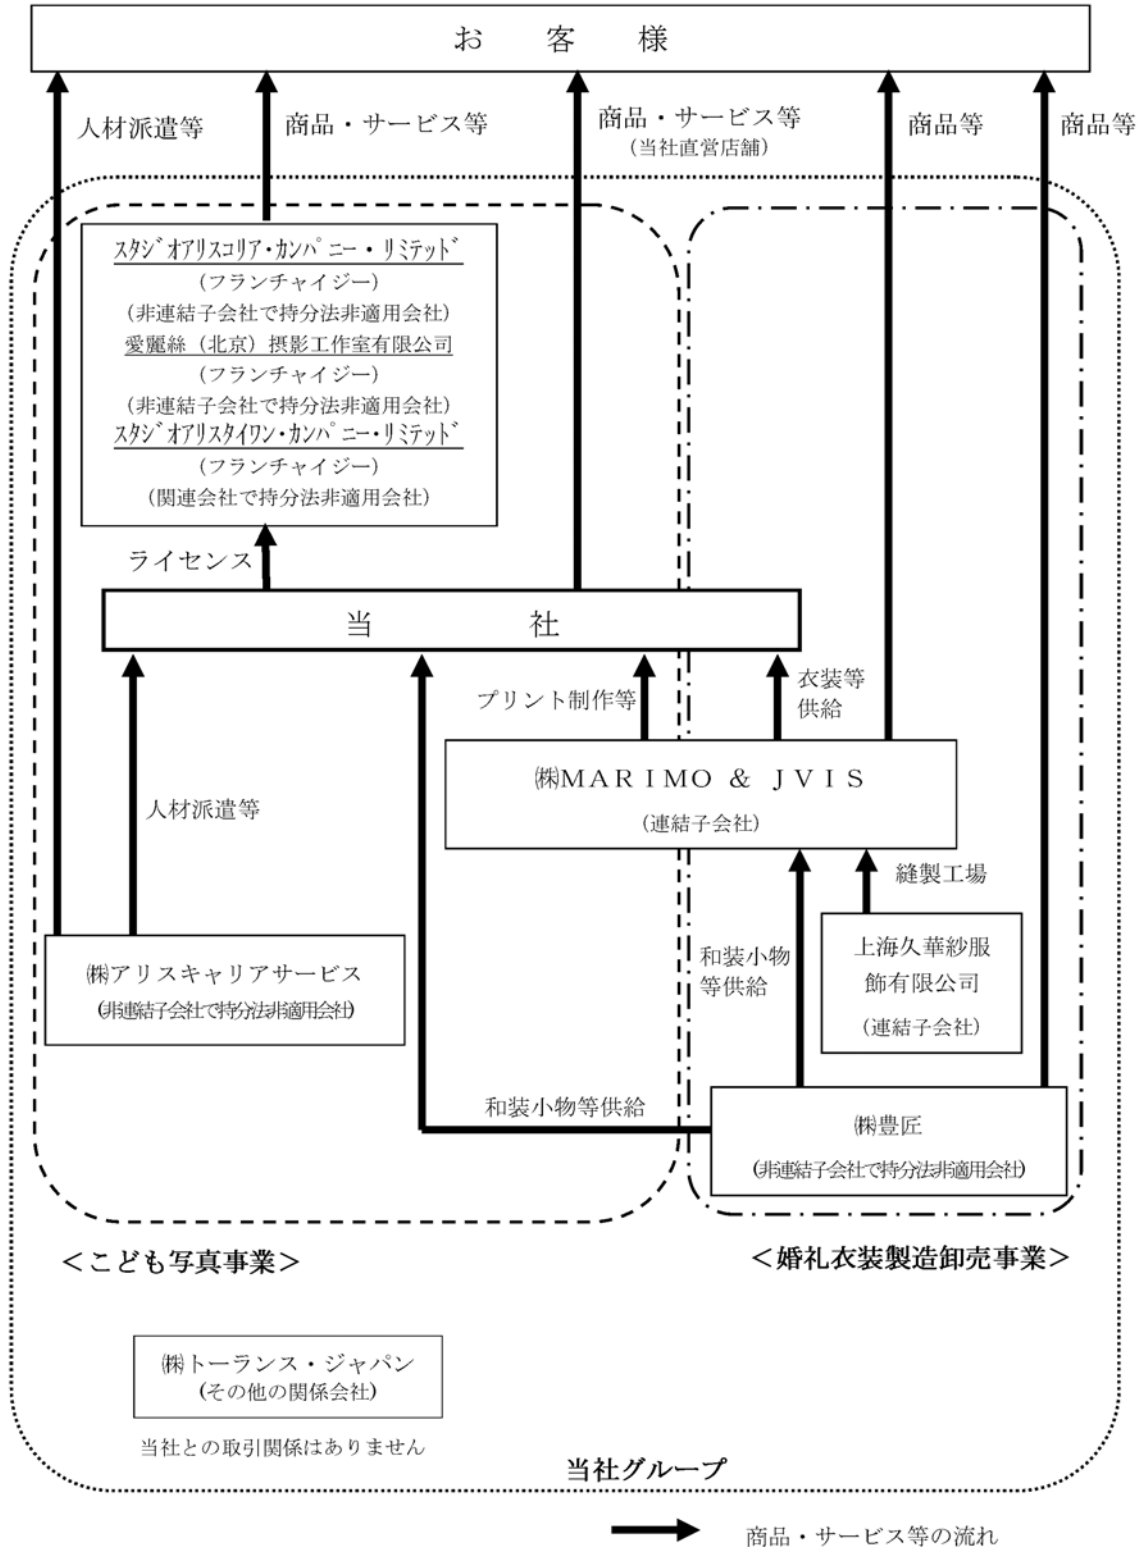 お客様
人材派遣等
商品・サービス等
商品・サービス等
(当社直営店舗)
商品等
商品等
スタジオアリスコリア・カンパニー・リミテッド
(フランチャイジー)
(非連結子会社で持分法非適用会社)
愛麗絲（北京）摂影工作室有限公司
(フランチャイジー)
(非連結子会社で持分法非適用会社)
スタジオアリスタイワン・カンパニー・リミテッド
(フランチャイジー)
(関連会社で持分法非適用会社)
ライセンス
当社
プリント制作等
衣装等
供給
㈱ＭＡＲＩＭＯ ＆ ＪＶＩＳ
(連結子会社)
人材派遣等
縫製工場
㈱アリスキャリアサービス
(非連結子会社で持分法非適用会社)
和装小物
等供給
上海久華紗服
飾有限公司
(連結子会社)
和装小物等供給
㈱豊匠
(非連結子会社で持分法非適用会社)
＜こども写真事業＞
＜婚礼衣装製造卸売事業＞
㈱トーランス・ジャパン
(その他の関係会社)
当社との取引関係はありません
当社グループ
商品・サービス等の流れ